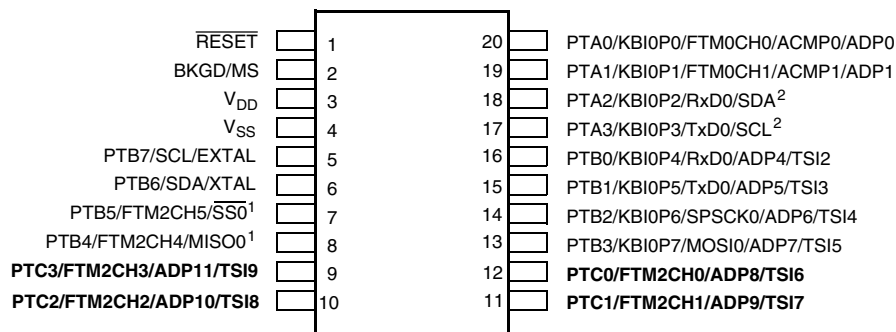 RESET 1 20 PTA0/KBI0P0/FTM0CH0/ACMP0/ADP0
BKGD/MS 2 19 PTA1/KBI0P1/FTM0CH1/ACMP1/ADP1
VDD 3 18 PTA2/KBI0P2/RxD0/SDA2
VSS 4 17 PTA3/KBI0P3/TxD0/SCL2
PTB7/SCL/EXTAL 5 16 PTB0/KBI0P4/RxD0/ADP4/TSI2
PTB6/SDA/XTAL 6 15 PTB1/KBI0P5/TxD0/ADP5/TSI3
PTB5/FTM2CH5/SS01 7 14 PTB2/KBI0P6/SPSCK0/ADP6/TSI4
PTB4/FTM2CH4/MISO01 8 13 PTB3/KBI0P7/MOSI0/ADP7/TSI5
PTC3/FTM2CH3/ADP11/TSI9 9 12 PTC0/FTM2CH0/ADP8/TSI6
PTC2/FTM2CH2/ADP10/TSI8 10 11 PTC1/FTM2CH1/ADP9/TSI7